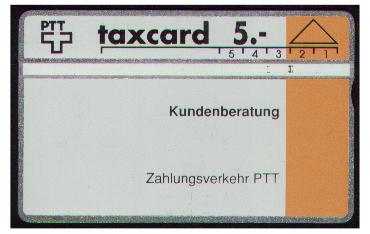 PTT
taxcard 5.-
5 4 3 2 1
Kundenberatung
Zahlungsverkehr PTT